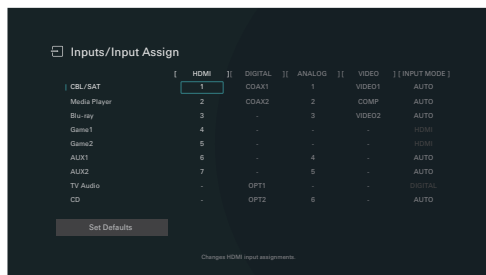 Inputs/Input Assign
[ HDMI ][ DIGITAL ][ ANALOG ][ VIDEO ] [ INPUT MODE ]
CBL/SAT 1 COAX1 1 VIDEO1 AUTO
Media Player 2 COAX2 2 COMP AUTO
Blu-ray 3 - 3 VIDEO2 AUTO
Game1 4 - - - HDMI
Game2 5 - - - HDMI
AUX1 6 - 4 - AUTO
AUX2 7 - 5 - AUTO
TV Audio - OPT1 - - DIGITAL
CD - OPT2 6 - AUTO
Set Defaults
Changes HDMI input assignments.